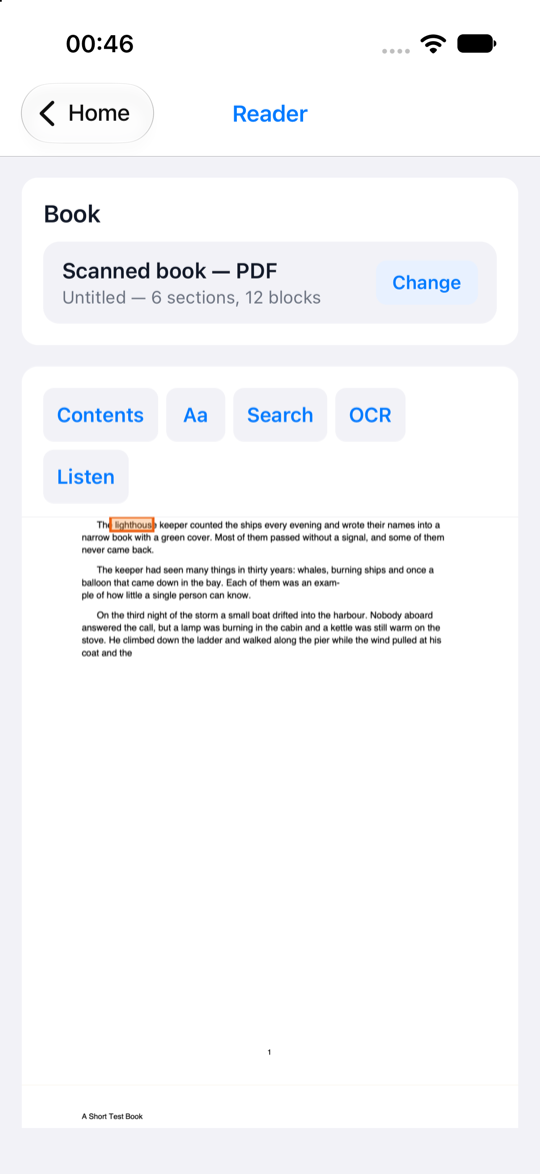 00:46
Home
Reader
Book
Scanned book — PDF
Untitled — 6 sections, 12 blocks
Change
Contents
Aa
Search
OCR
Listen
The lighthouse keeper counted the ships every evening and wrote their names into a
narrow book with a green cover. Most of them passed without a signal, and some of them
never came back.
The keeper had seen many things in thirty years: whales, burning ships and once a
balloon that came down in the bay. Each of them was an exam-
ple of how little a single person can know.
On the third night of the storm a small boat drifted into the harbour. Nobody aboard
answered the call, but a lamp was burning in the cabin and a kettle was still warm on the
stove. He climbed down the ladder and walked along the pier while the wind pulled at his
coat and the
1
A Short Test Book